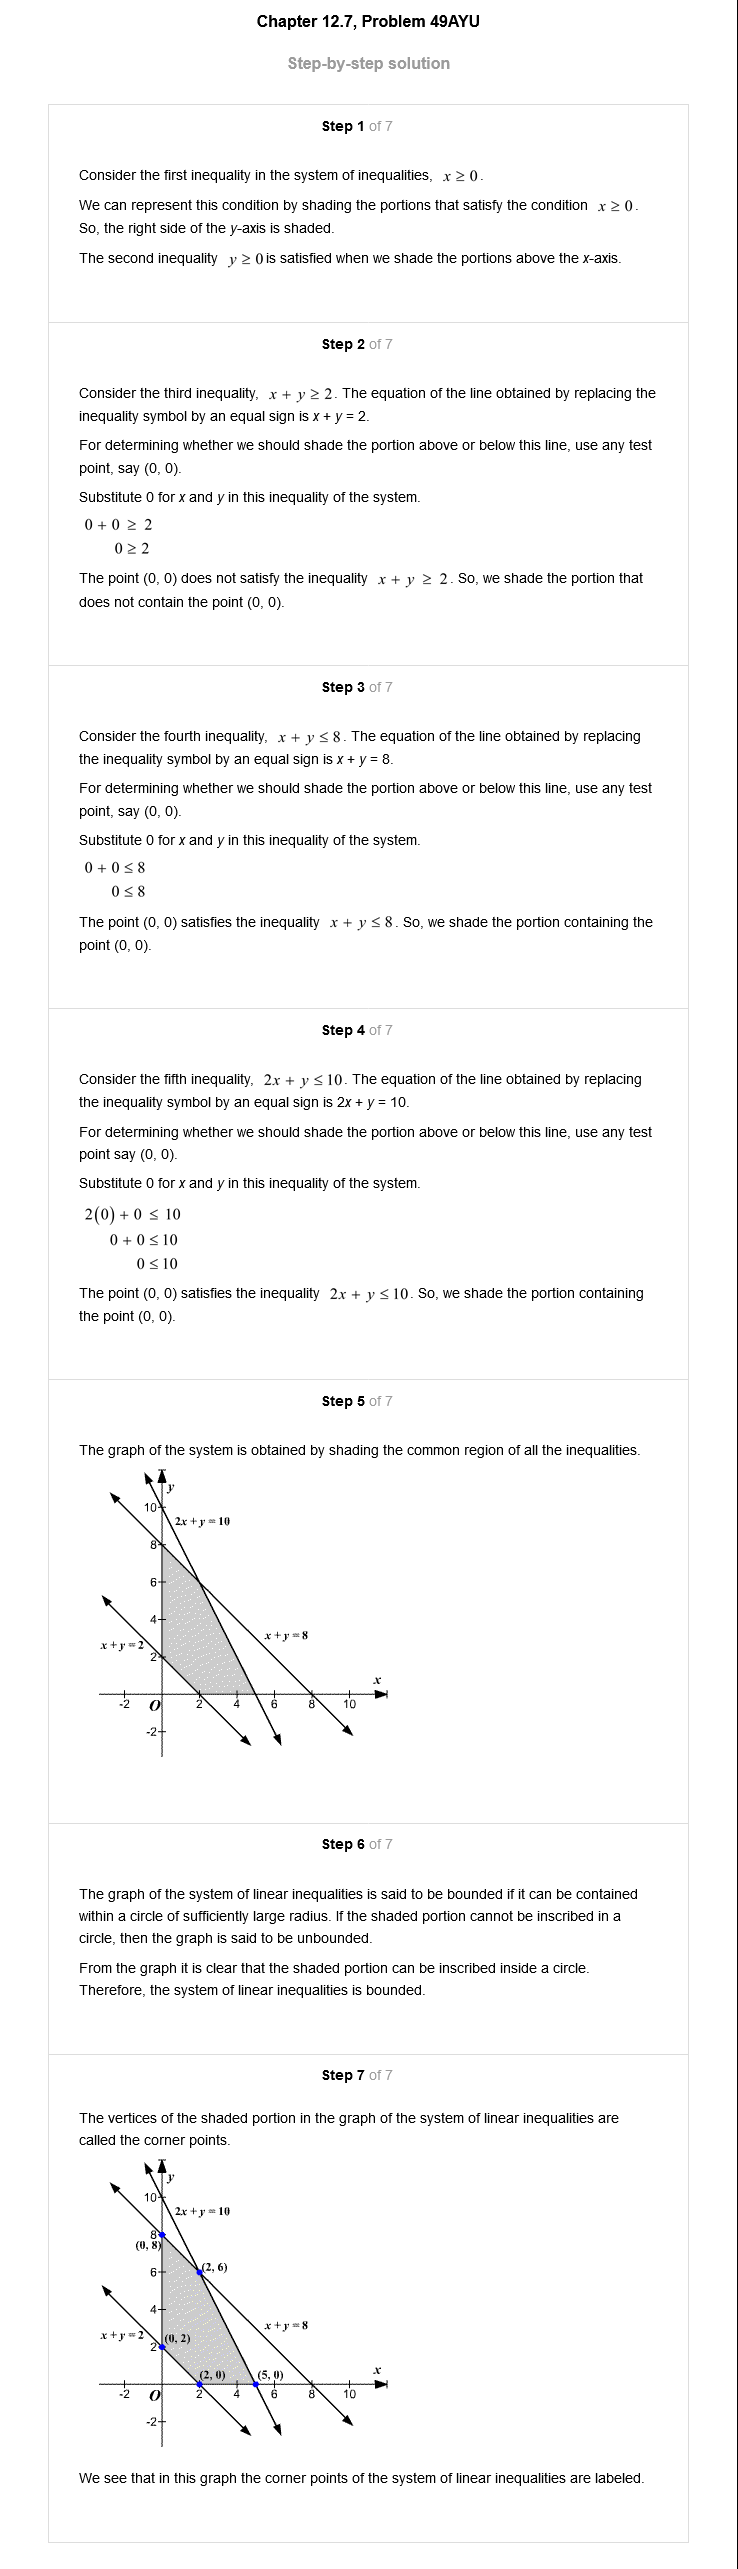 Chapter 12.7, Problem 49AYU
Step-by-step solution
Step 1 of 7
Consider the first inequality in the system of inequalities, x ≥ 0.
We can represent this condition by shading the portions that satisfy the condition x ≥ 0.
So, the right side of the y-axis is shaded.
The second inequality y ≥ 0 is satisfied when we shade the portions above the x-axis.
Step 2 of 7
Consider the third inequality, x + y ≥ 2. The equation of the line obtained by replacing the
inequality symbol by an equal sign is x + y = 2.
For determining whether we should shade the portion above or below this line, use any test
point, say (0, 0).
Substitute 0 for x and y in this inequality of the system.
0 + 0 ≥ 2
0 ≥ 2
The point (0, 0) does not satisfy the inequality x + y ≥ 2. So, we shade the portion that
does not contain the point (0, 0).
Step 3 of 7
Consider the fourth inequality, x + y ≤ 8. The equation of the line obtained by replacing
the inequality symbol by an equal sign is x + y = 8.
For determining whether we should shade the portion above or below this line, use any test
point, say (0, 0).
Substitute 0 for x and y in this inequality of the system.
0 + 0 ≤ 8
0 ≤ 8
The point (0, 0) satisfies the inequality x + y ≤ 8. So, we shade the portion containing the
point (0, 0).
Step 4 of 7
Consider the fifth inequality, 2x + y ≤ 10. The equation of the line obtained by replacing
the inequality symbol by an equal sign is 2x + y = 10.
For determining whether we should shade the portion above or below this line, use any test
point say (0, 0).
Substitute 0 for x and y in this inequality of the system.
2(0) + 0 ≤ 10
0 + 0 ≤ 10
0 ≤ 10
The point (0, 0) satisfies the inequality 2x + y ≤ 10. So, we shade the portion containing
the point (0, 0).
Step 5 of 7
The graph of the system is obtained by shading the common region of all the inequalities.
y
10
2x + y = 10
8
6
4
x + y = 8
x + y = 2
2
x
-2 O 2 4 6 8 10
-2
Step 6 of 7
The graph of the system of linear inequalities is said to be bounded if it can be contained
within a circle of sufficiently large radius. If the shaded portion cannot be inscribed in a
circle, then the graph is said to be unbounded.
From the graph it is clear that the shaded portion can be inscribed inside a circle.
Therefore, the system of linear inequalities is bounded.
Step 7 of 7
The vertices of the shaded portion in the graph of the system of linear inequalities are
called the corner points.
y
10
2x + y = 10
8
(0, 8)
6 (2, 6)
4
x + y = 8
x + y = 2 (0, 2)
2
(2, 0) (5, 0) x
-2 O 2 4 6 8 10
-2
We see that in this graph the corner points of the system of linear inequalities are labeled.